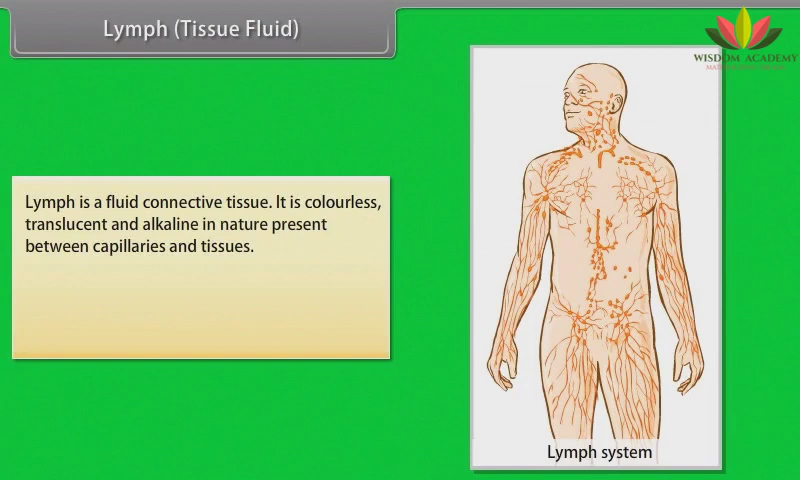 Lymph (Tissue Fluid)
WISDOM ACADEMY
Lymph is a fluid connective tissue. It is colourless,
translucent and alkaline in nature present
between capillaries and tissues.
Lymph system